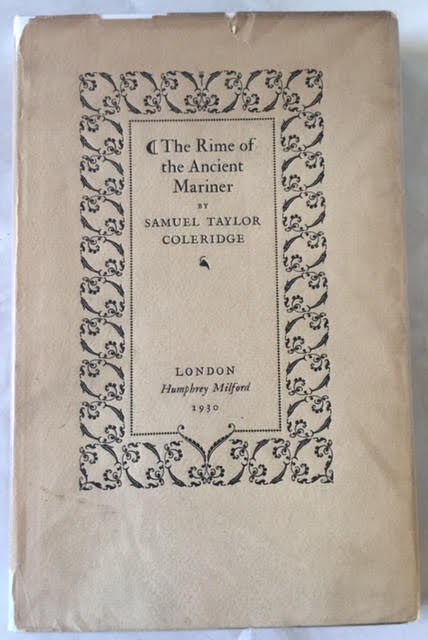 The Rime of
the Ancient
Mariner
BY
SAMUEL TAYLOR
COLERIDGE
LONDON
Humphrey Milford
1930